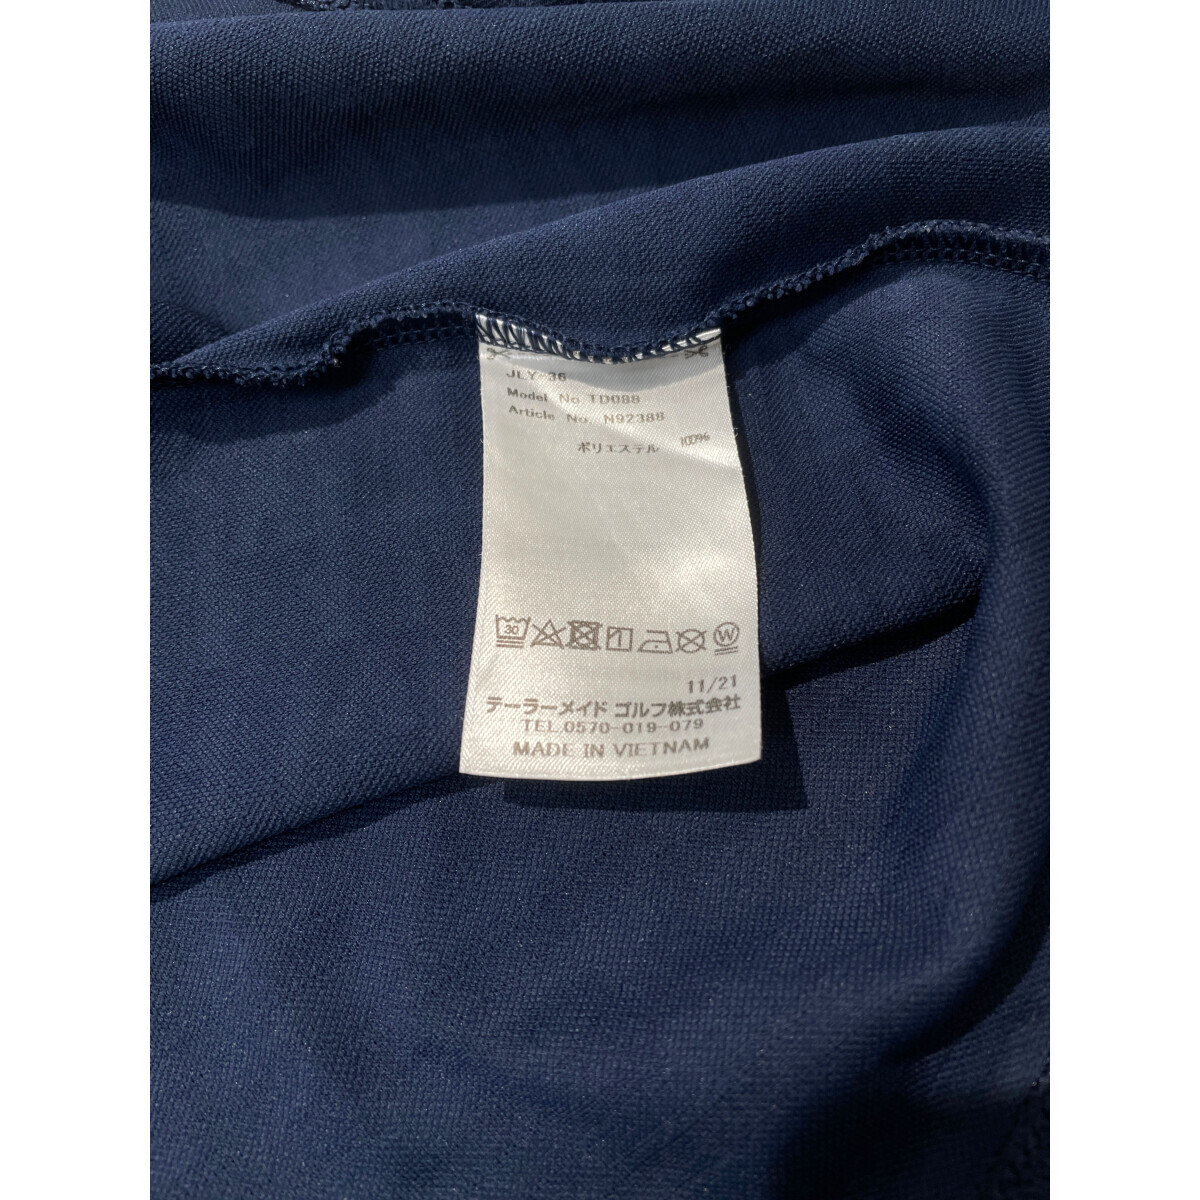 JLY-36
Model No.TD088
Article No. N92388
ポリエステル 100%
30
W
11/21
テーラーメイド ゴルフ株式会社
TEL.0570-019-079
MADE IN VIETNAM